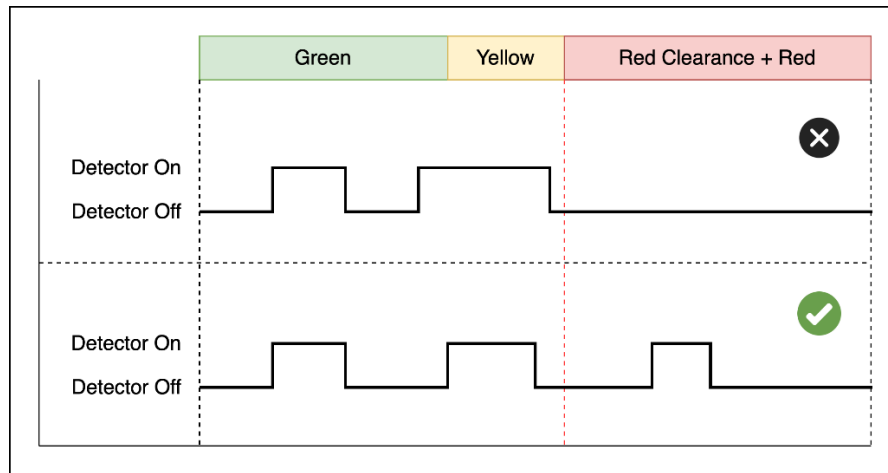 Green Yellow Red Clearance + Red
Detector On
Detector Off
Detector On
Detector Off